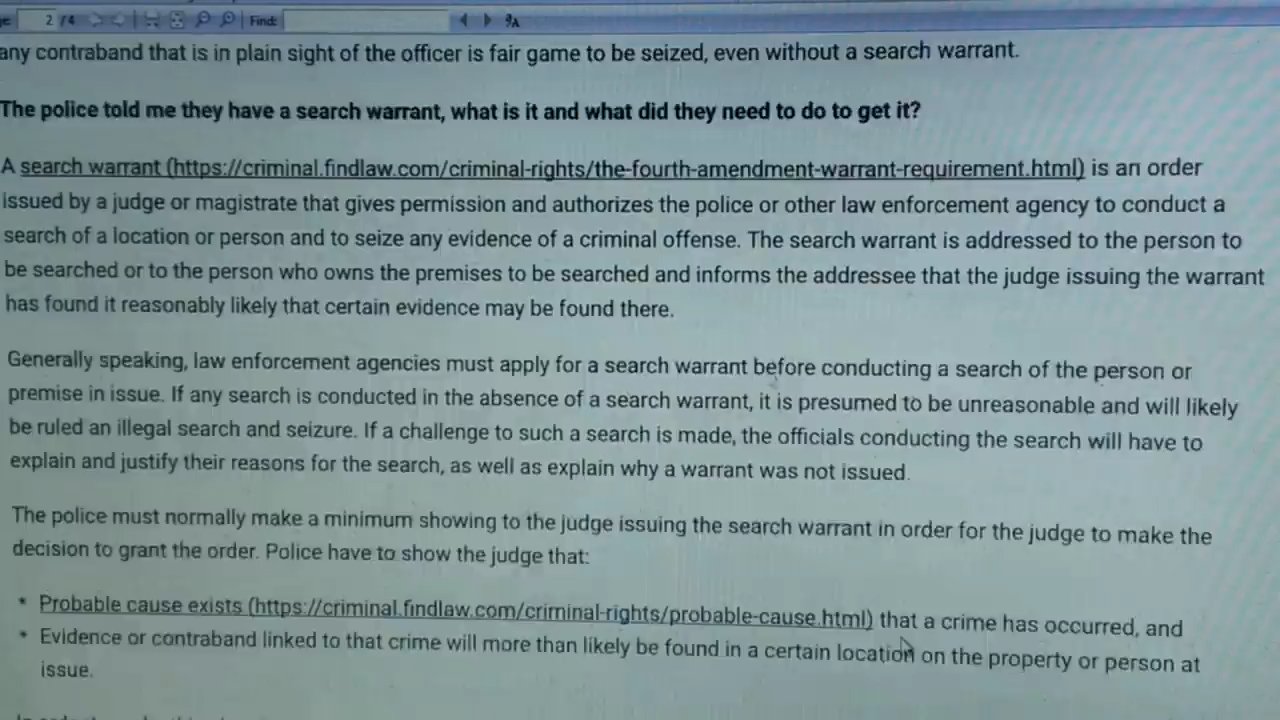 2 / 4 Find:
any contraband that is in plain sight of the officer is fair game to be seized, even without a search warrant.
The police told me they have a search warrant, what is it and what did they need to do to get it?
A search warrant (https://criminal.findlaw.com/criminal-rights/the-fourth-amendment-warrant-requirement.html) is an order
issued by a judge or magistrate that gives permission and authorizes the police or other law enforcement agency to conduct a
search of a location or person and to seize any evidence of a criminal offense. The search warrant is addressed to the person to
be searched or to the person who owns the premises to be searched and informs the addressee that the judge issuing the warrant
has found it reasonably likely that certain evidence may be found there.
Generally speaking, law enforcement agencies must apply for a search warrant before conducting a search of the person or
premise in issue. If any search is conducted in the absence of a search warrant, it is presumed to be unreasonable and will likely
be ruled an illegal search and seizure. If a challenge to such a search is made, the officials conducting the search will have to
explain and justify their reasons for the search, as well as explain why a warrant was not issued.
The police must normally make a minimum showing to the judge issuing the search warrant in order for the judge to make the
decision to grant the order. Police have to show the judge that:
* Probable cause exists (https://criminal.findlaw.com/criminal-rights/probable-cause.html) that a crime has occurred, and
* Evidence or contraband linked to that crime will more than likely be found in a certain location on the property or person at
issue.